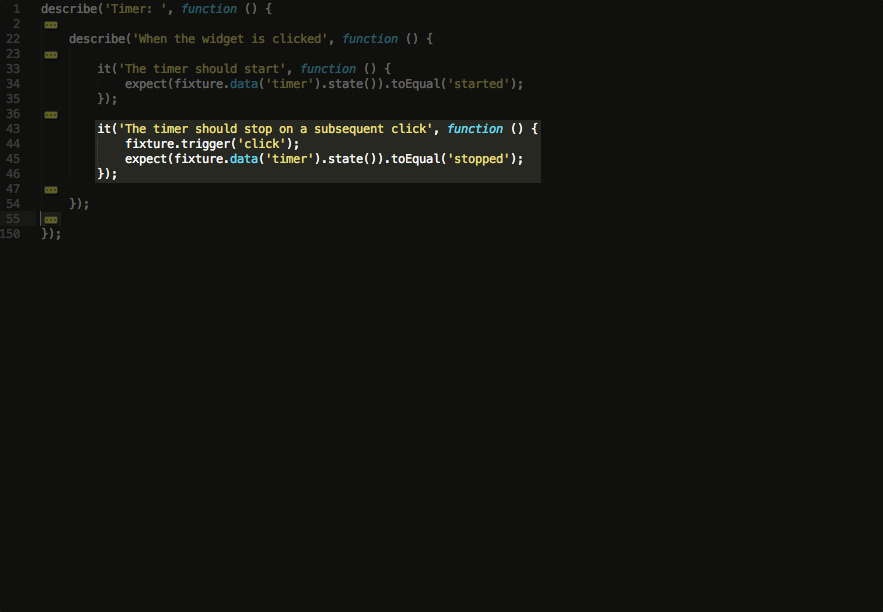 1 describe('Timer: ', function () {
2
22 describe('When the widget is clicked', function () {
23
33 it('The timer should start', function () {
34 expect(fixture.data('timer').state()).toEqual('started');
35 });
36
43 it('The timer should stop on a subsequent click', function () {
44 fixture.trigger('click');
45 expect(fixture.data('timer').state()).toEqual('stopped');
46 });
47
54 });
55
150 });